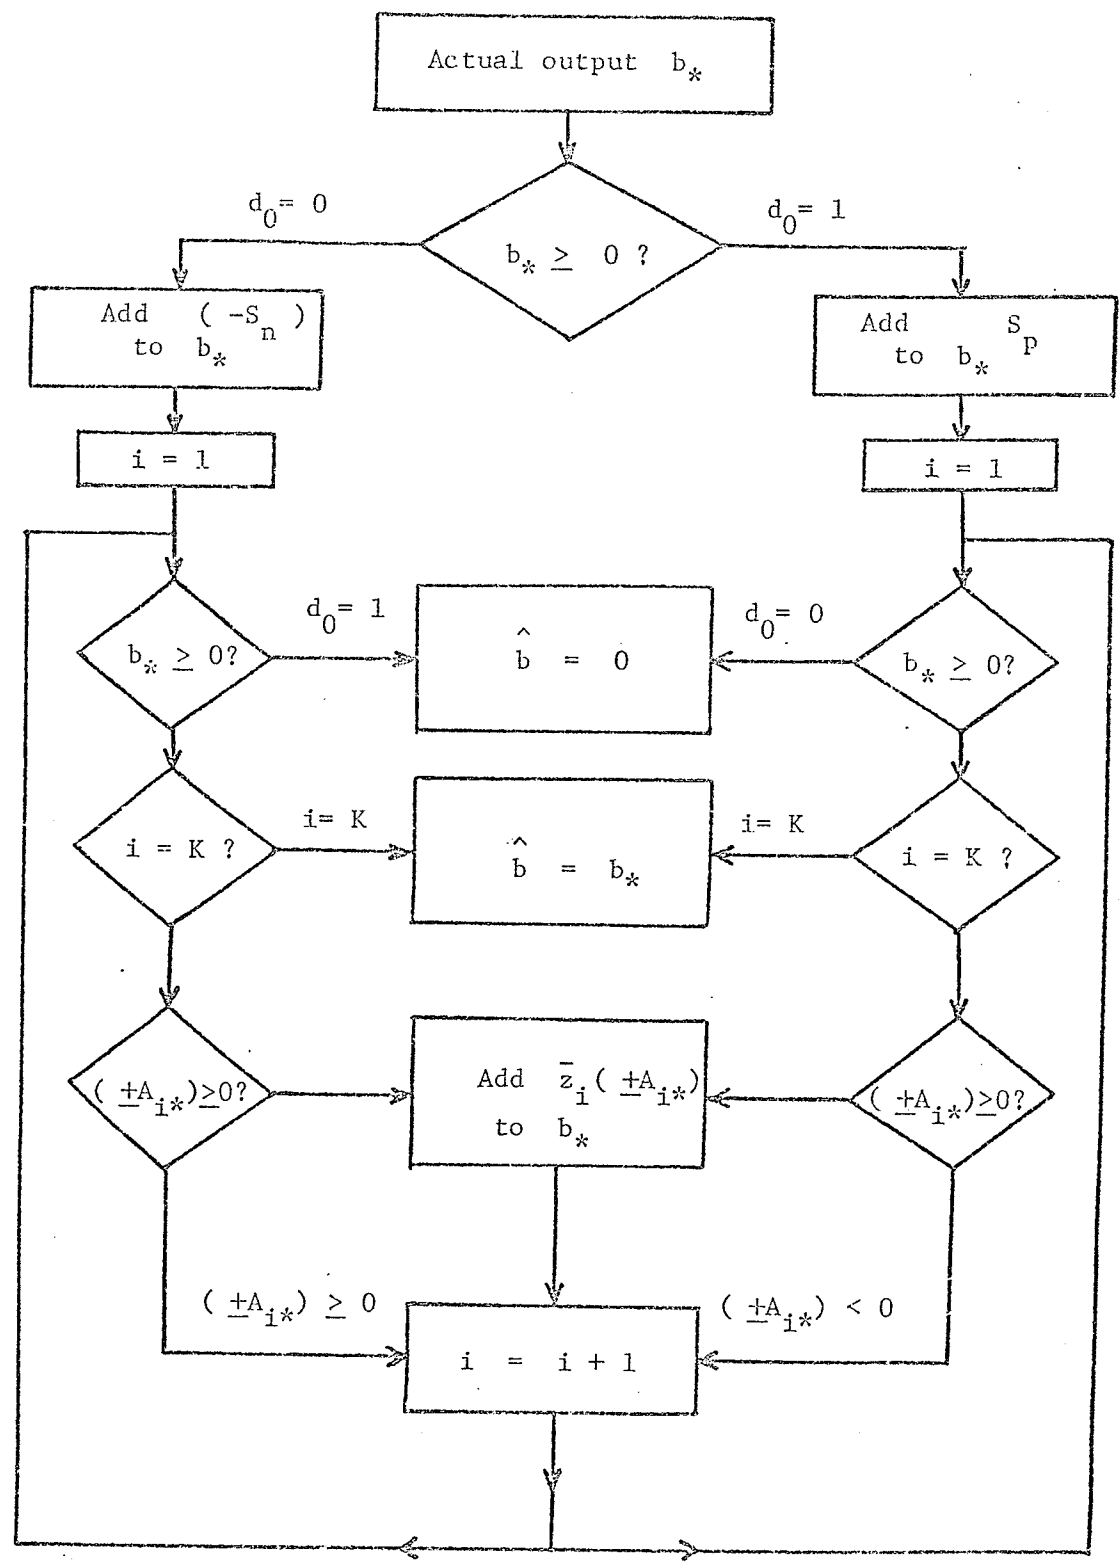 Actual output b*
d0= 0
d0= 1
b* ≥ 0 ?
Add ( -Sn )
to b*
Add Sp
to b*
i = 1
i = 1
d0= 1
d0= 0
b* ≥ 0?
b̂ = 0
b* ≥ 0?
i= K
i= K
i = K ?
b̂ = b*
i = K ?
( ±Ai*)≥0?
Add z̄i( ±Ai*)
to b*
( ±Ai*)≥0?
( ±Ai*) ≥ 0
( ±Ai*) < 0
i = i + 1